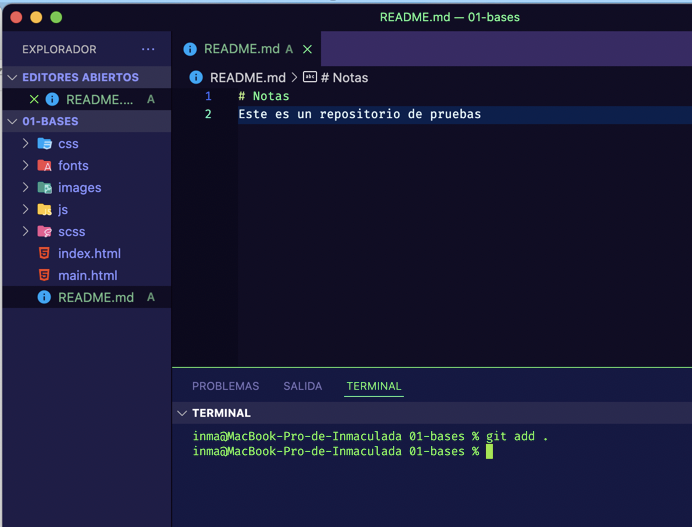 README.md — 01-bases
EXPLORADOR ...
EDITORES ABIERTOS
README.... A
01-BASES
css
fonts
images
js
scss
index.html
main.html
README.md A
README.md A
README.md > # Notas
1 # Notas
2 Este es un repositorio de pruebas
PROBLEMAS SALIDA TERMINAL
TERMINAL
inma@MacBook-Pro-de-Inmaculada 01-bases % git add .
inma@MacBook-Pro-de-Inmaculada 01-bases %